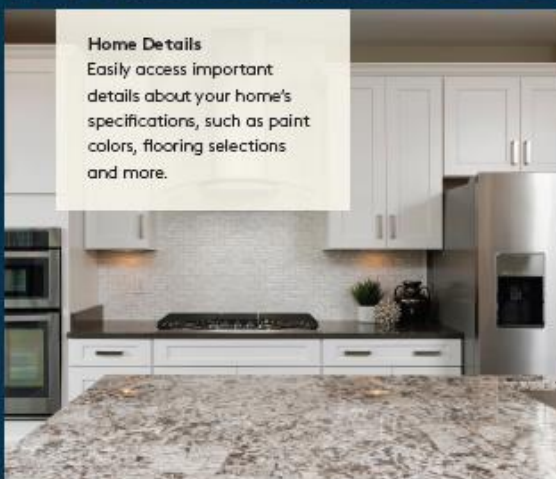 Home Details
Easily access important
details about your home's
specifications, such as paint
colors, flooring selections
and more.